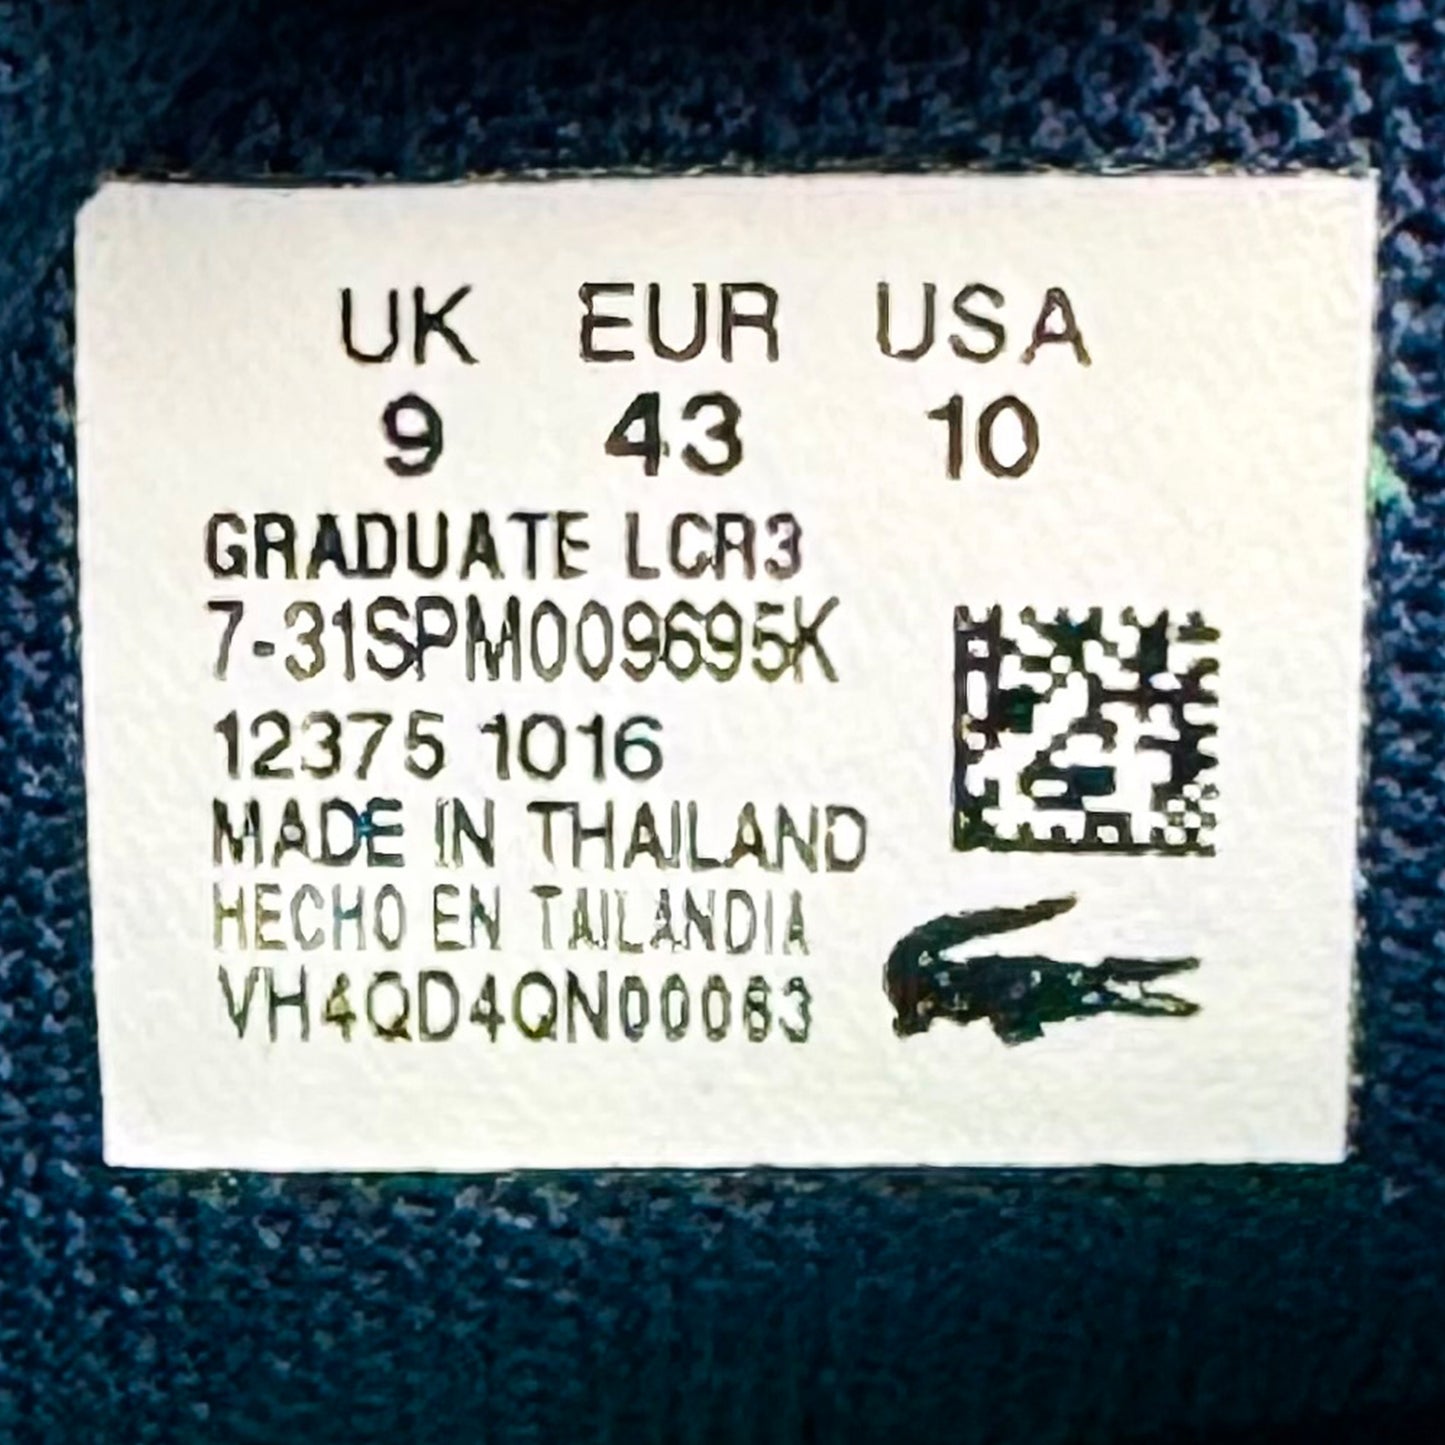 UK EUR USA
9 43 10
GRADUATE LCR3
7-31SPM009695K
12375 1016
MADE IN THAILAND
HECHO EN TAILANDIA
VH4QD4QN00083